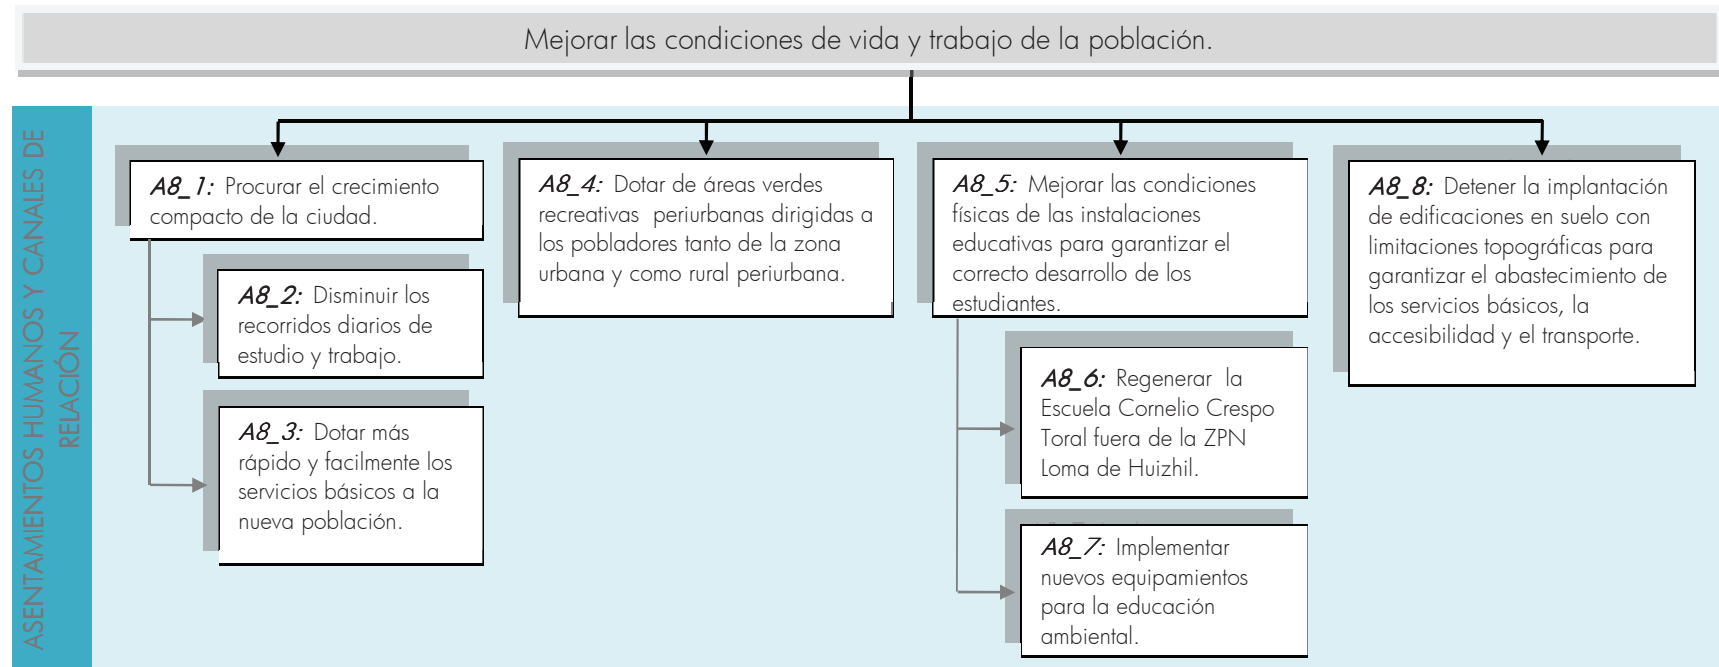 Mejorar las condiciones de vida y trabajo de la población.
ASENTAMIENTOS HUMANOS Y CANALES DE
RELACIÓN
A8_1: Procurar el crecimiento
compacto de la ciudad.
A8_2: Disminuir los
recorridos diarios de
estudio y trabajo.
A8_3: Dotar más
rápido y facilmente los
servicios básicos a la
nueva población.
A8_4: Dotar de áreas verdes
recreativas periurbanas dirigidas a
los pobladores tanto de la zona
urbana y como rural periurbana.
A8_5: Mejorar las condiciones
físicas de las instalaciones
educativas para garantizar el
correcto desarrollo de los
estudiantes.
A8_6: Regenerar la
Escuela Cornelio Crespo
Toral fuera de la ZPN
Loma de Huizhil.
A8_7: Implementar
nuevos equipamientos
para la educación
ambiental.
A8_8: Detener la implantación
de edificaciones en suelo con
limitaciones topográficas para
garantizar el abastecimiento de
los servicios básicos, la
accesibilidad y el transporte.